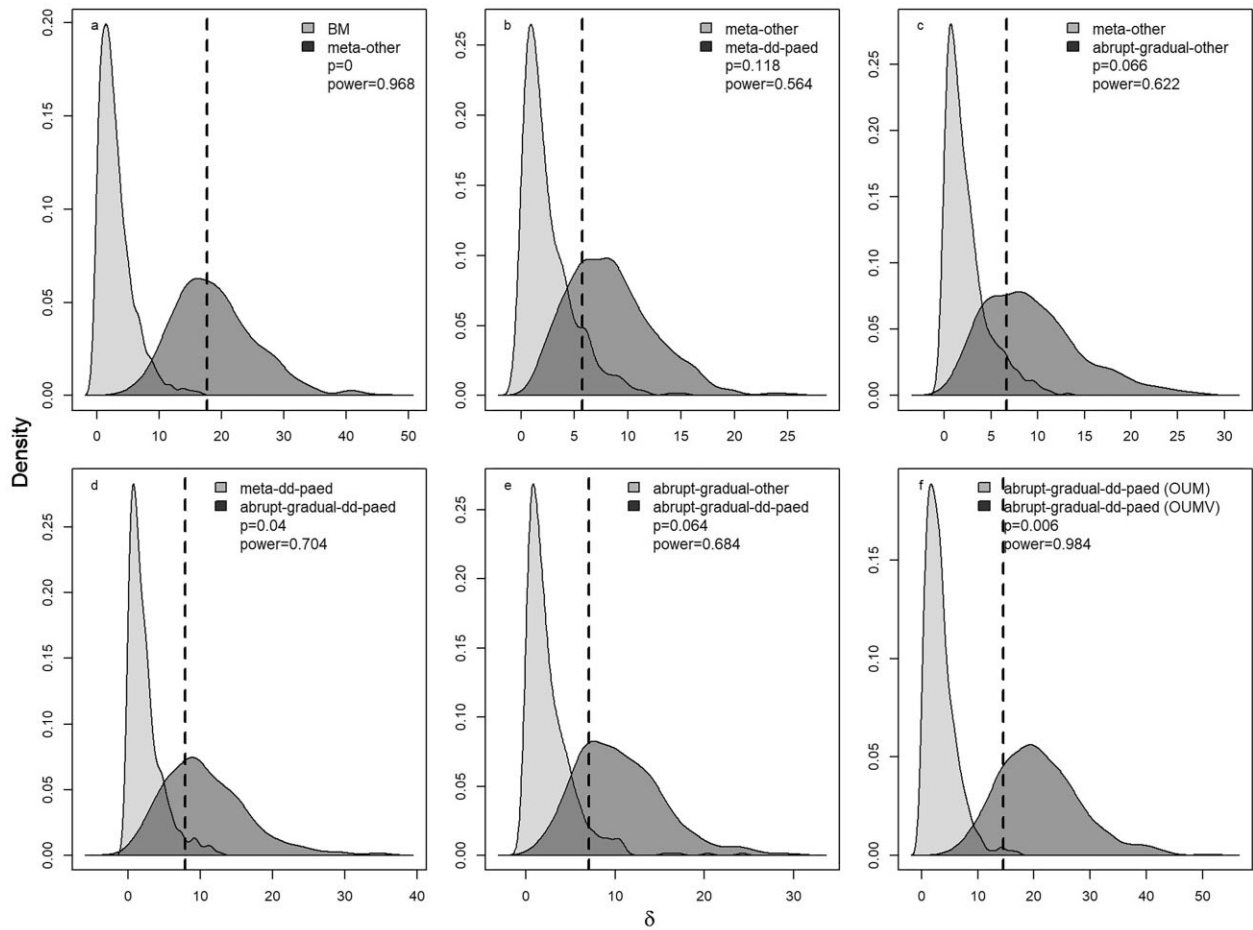 a
BM
meta-other
p=0
power=0.968
0.00 0.05 0.10 0.15 0.20
0 10 20 30 40 50
b
meta-other
meta-dd-paed
p=0.118
power=0.564
0.00 0.05 0.10 0.15 0.20 0.25
0 5 10 15 20 25
c
meta-other
abrupt-gradual-other
p=0.066
power=0.622
0.00 0.05 0.10 0.15 0.20 0.25
0 5 10 15 20 25 30
Density
d
meta-dd-paed
abrupt-gradual-dd-paed
p=0.04
power=0.704
0.00 0.05 0.10 0.15 0.20 0.25
0 10 20 30 40
e
abrupt-gradual-other
abrupt-gradual-dd-paed
p=0.064
power=0.684
0.00 0.05 0.10 0.15 0.20 0.25
0 10 20 30
f
abrupt-gradual-dd-paed (OUM)
abrupt-gradual-dd-paed (OUMV)
p=0.006
power=0.984
0.00 0.05 0.10 0.15
0 10 20 30 40 50
δ